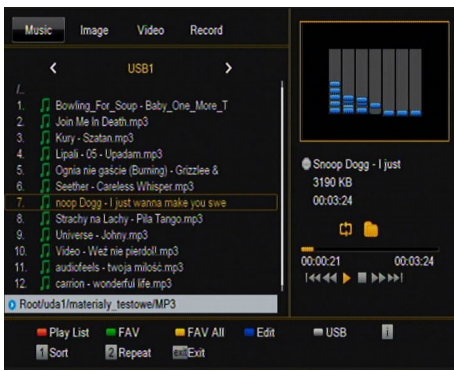 Music Image Video Record
USB1
/..
1. Bowling_For_Soup - Baby_One_More_T
2. Join Me In Death.mp3
3. Kury - Szatan.mp3
4. Lipali - 05 - Upadam.mp3
5. Ognia nie gaście (Burning) - Grizzlee &
6. Seether - Careless Whisper.mp3
7. noop Dogg - I just wanna make you swe
8. Strachy na Lachy - Pila Tango.mp3
9. Universe - Johny.mp3
10. Video - Weź nie pierdol!.mp3
11. audiofeels - twoja milość.mp3
12. carrion - wonderful life.mp3
Root/uda1/materialy_testowe/MP3
Snoop Dogg - I just
3190 KB
00:03:24
00:00:21 00:03:24
Play List FAV FAV All Edit USB i
1 Sort 2 Repeat exit Exit